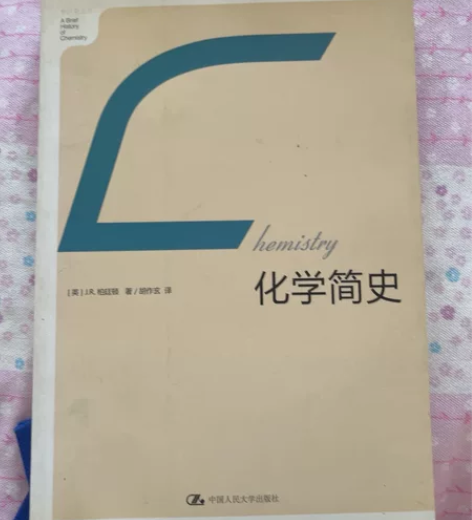 A Brief
History
of
Chemistry
hemistry
化学简史
[英] J.R. 柏廷顿 著 / 胡作玄 译
中国人民大学出版社